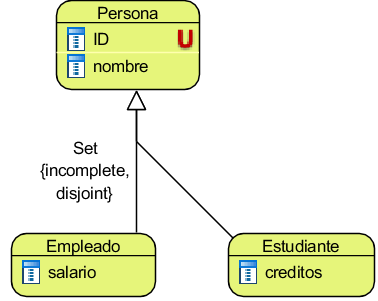 Persona
ID U
nombre
Set
{incomplete,
disjoint}
Empleado
salario
Estudiante
creditos